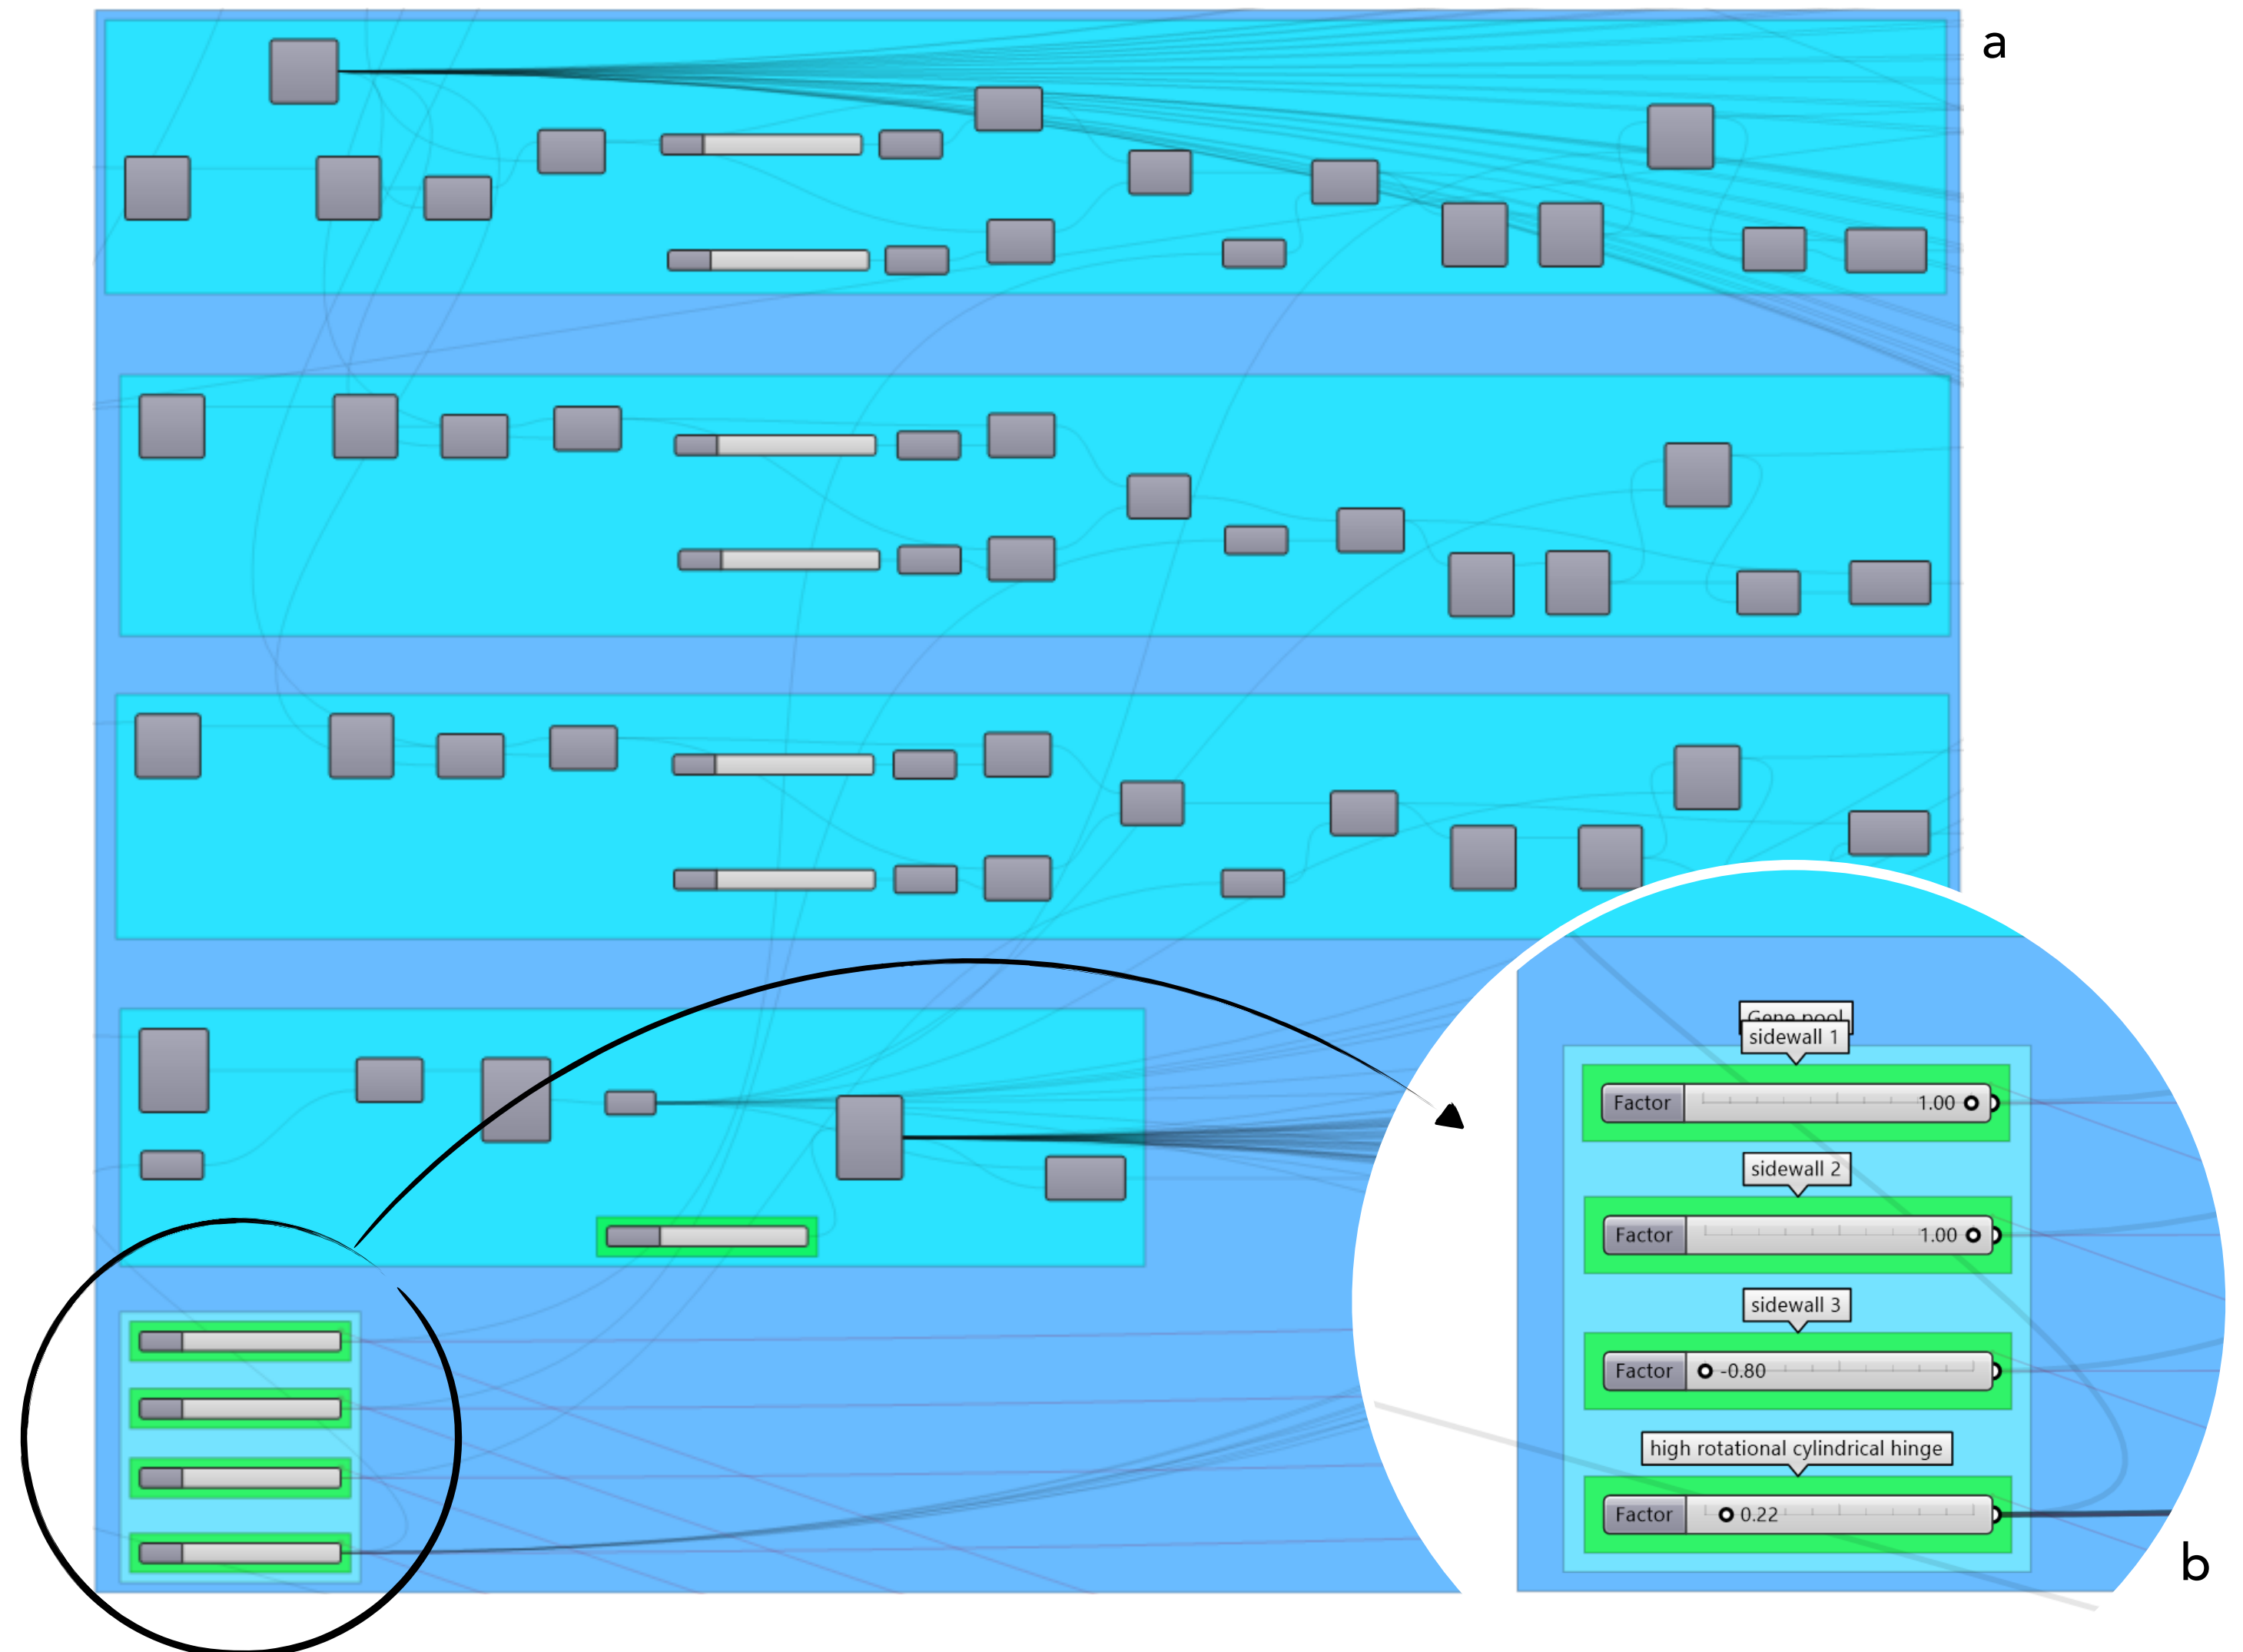 a
Gene pool
sidewall 1
Factor 1.00
sidewall 2
Factor 1.00
sidewall 3
Factor -0.80
high rotational cylindrical hinge
Factor 0.22
b